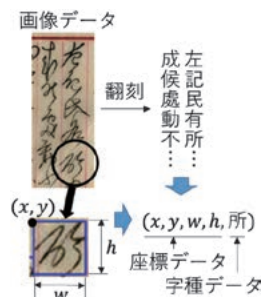 画像データ
翻刻
左記民有所…
成候處動不…
(x, y)
h
w
(x, y, w, h, 所)
座標データ
字種データ